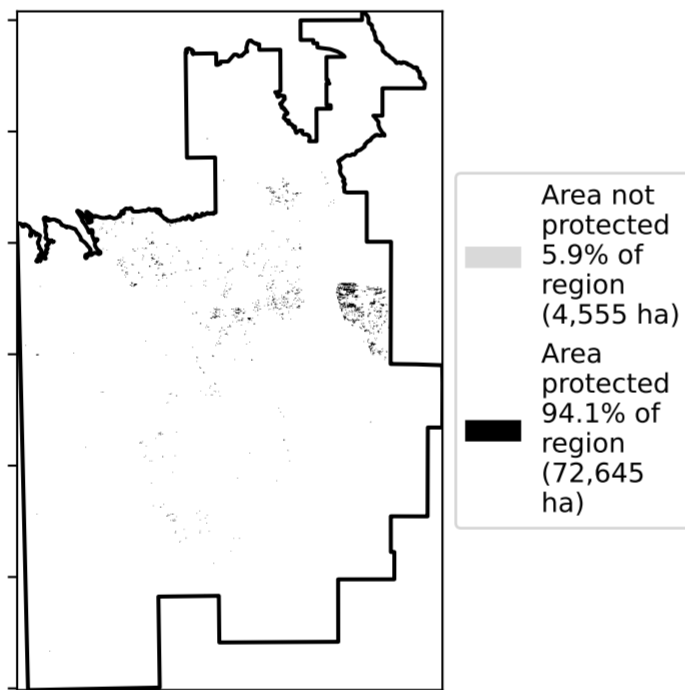 Area not
protected
5.9% of
region
(4,555 ha)
Area
protected
94.1% of
region
(72,645
ha)